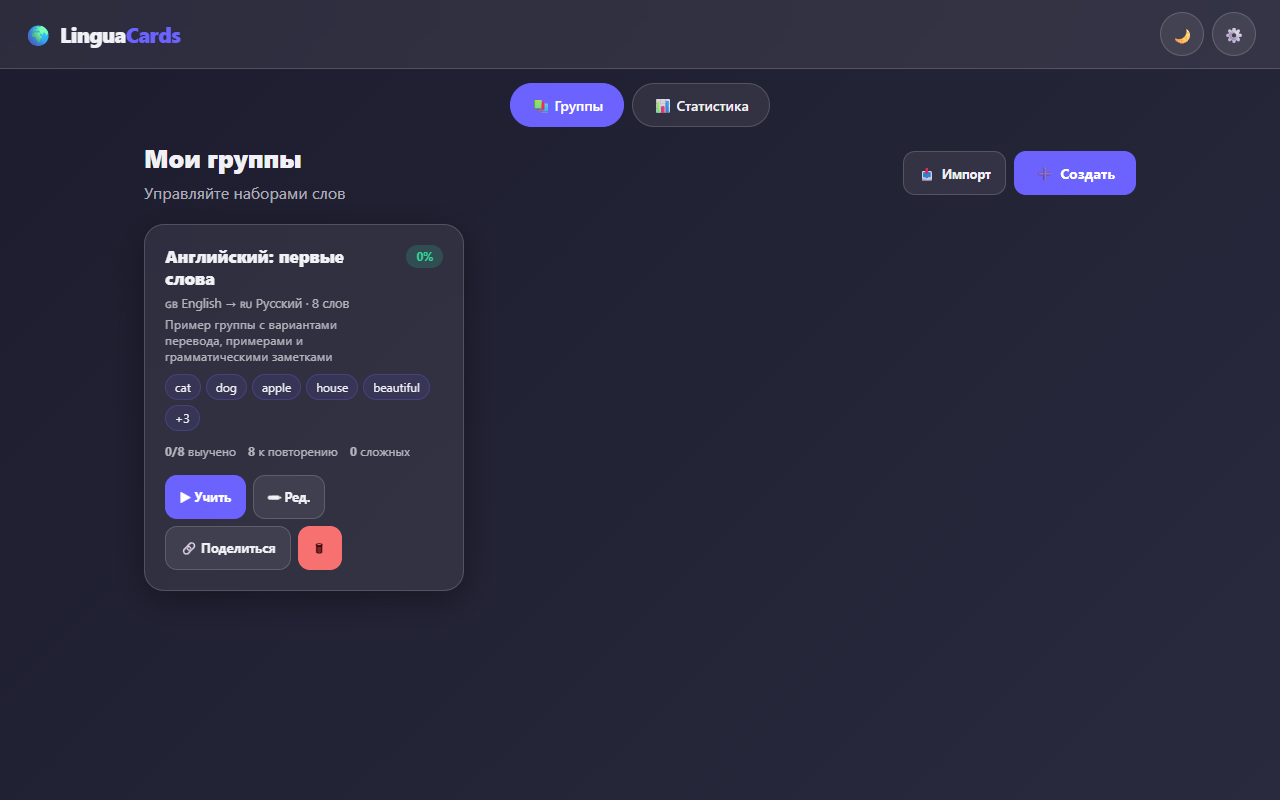 LinguaCards
Группы
Статистика
Мои группы
Управляйте наборами слов
Импорт
Создать
Английский: первые
слова
0%
GB English → RU Русский · 8 слов
Пример группы с вариантами
перевода, примерами и
грамматическими заметками
cat dog apple house beautiful
+3
0/8 выучено 8 к повторению 0 сложных
Учить
Ред.
Поделиться